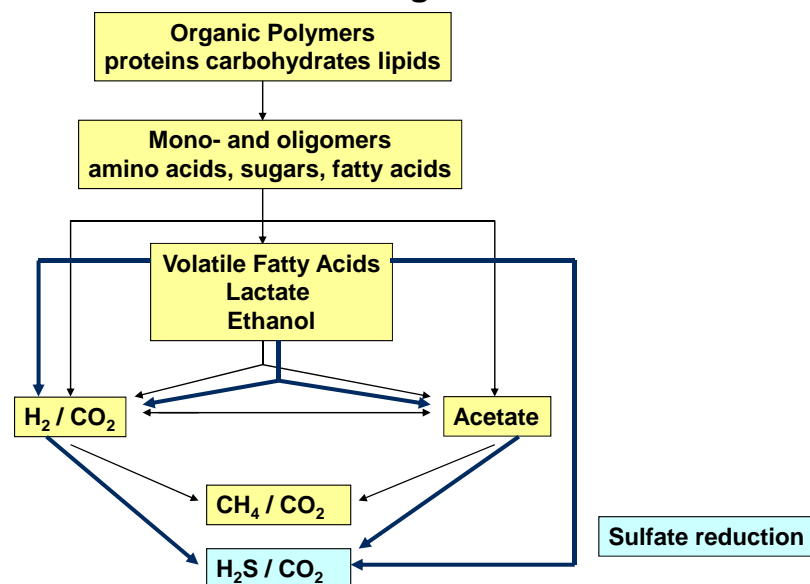 Organic Polymers
proteins carbohydrates lipids
Mono- and oligomers
amino acids, sugars, fatty acids
Volatile Fatty Acids
Lactate
Ethanol
H₂ / CO₂
Acetate
CH₄ / CO₂
Sulfate reduction
H₂S / CO₂